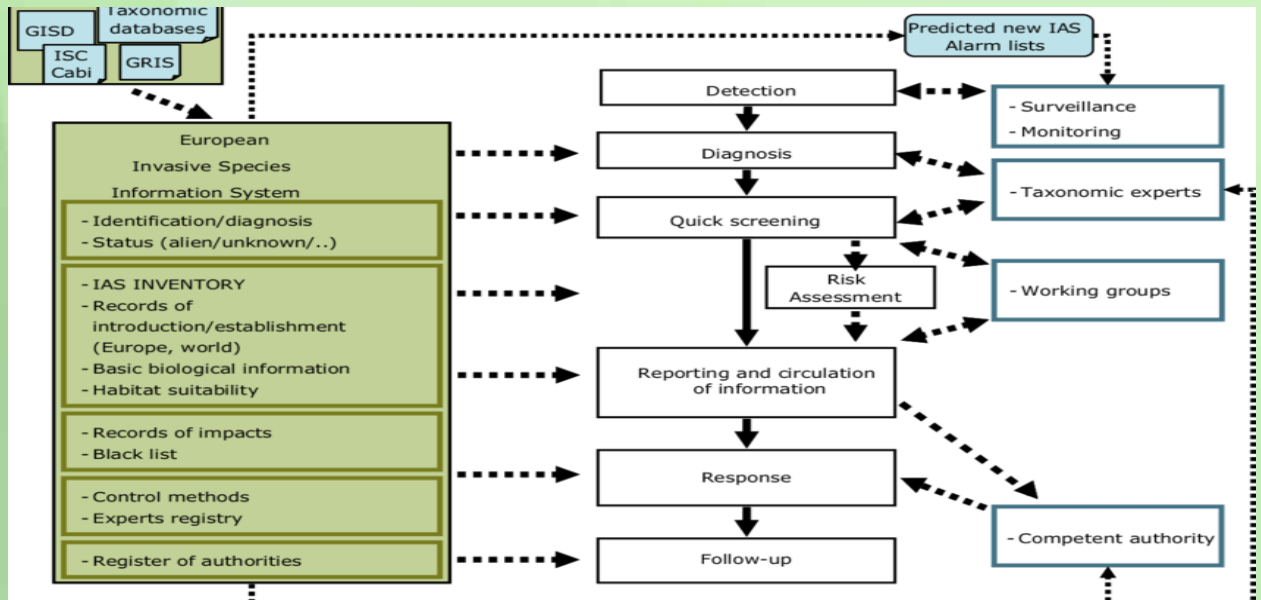 Taxonomic
databases
GISD
ISC
Cabi
GRIS
Predicted new IAS
Alarm lists
European
Invasive Species
Information System
- Identification/diagnosis
- Status (alien/unknown/..)
- IAS INVENTORY
- Records of
introduction/establishment
(Europe, world)
- Basic biological information
- Habitat suitability
- Records of impacts
- Black list
- Control methods
- Experts registry
- Register of authorities
Detection
Diagnosis
Quick screening
Risk
Assessment
Reporting and circulation
of information
Response
Follow-up
- Surveillance
- Monitoring
- Taxonomic experts
- Working groups
- Competent authority